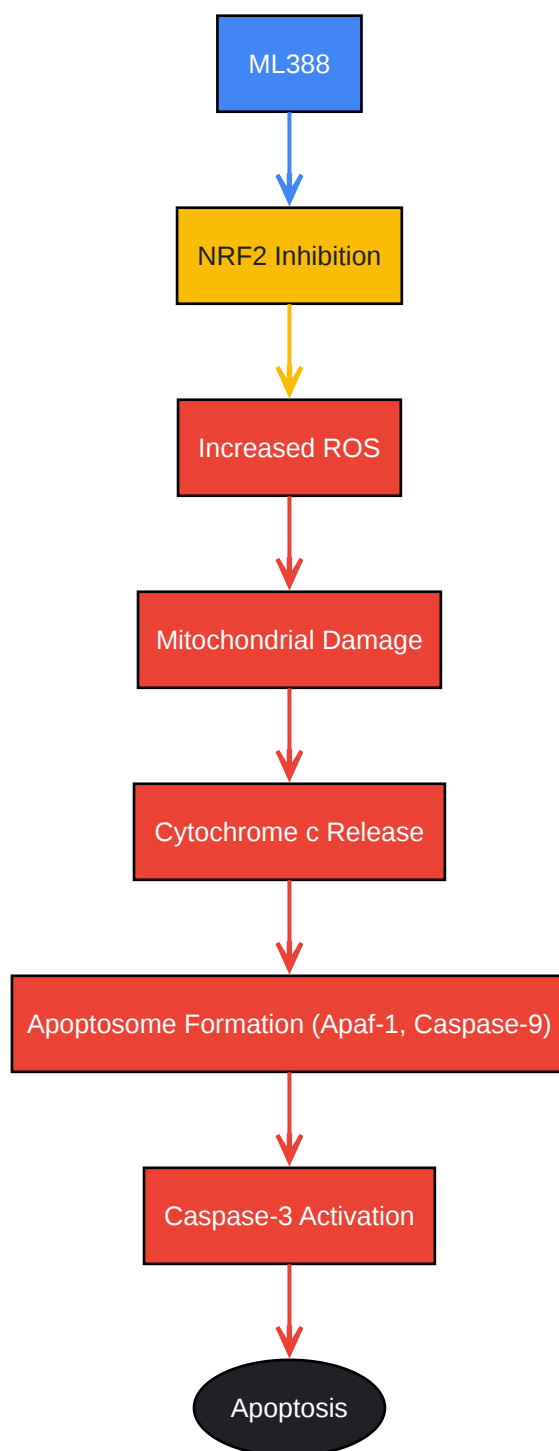 ML388
NRF2 Inhibition
Increased ROS
Mitochondrial Damage
Cytochrome c Release
Apoptosome Formation (Apaf-1, Caspase-9)
Caspase-3 Activation
Apoptosis